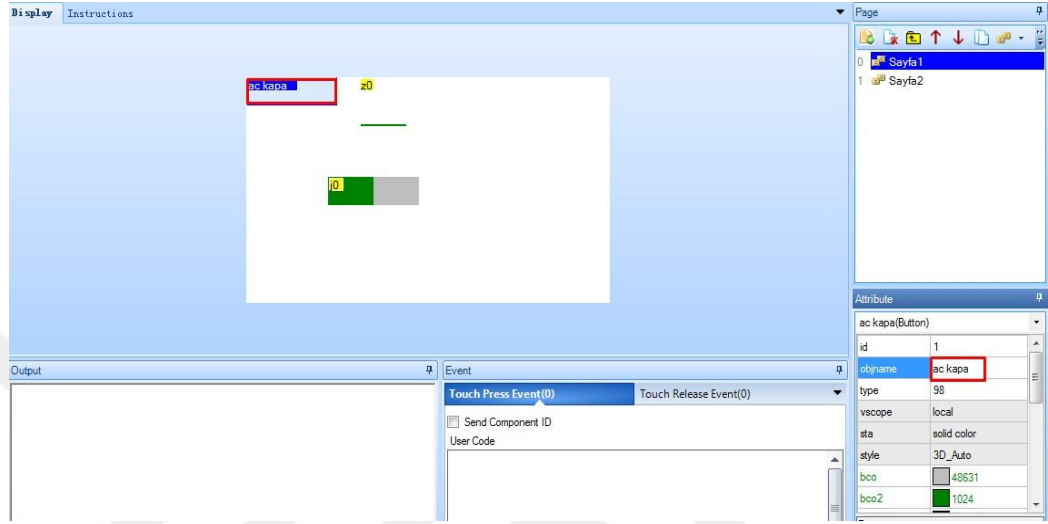 Display Instructions
Page
0 Sayfa1
1 Sayfa2
ac kapa z0
j0
Attribute
ac kapa(Button)
id 1
objname ac kapa
type 98
vscope local
sta solid color
style 3D_Auto
bco 48631
bco2 1024
Output
Event
Touch Press Event(0) Touch Release Event(0)
Send Component ID
User Code